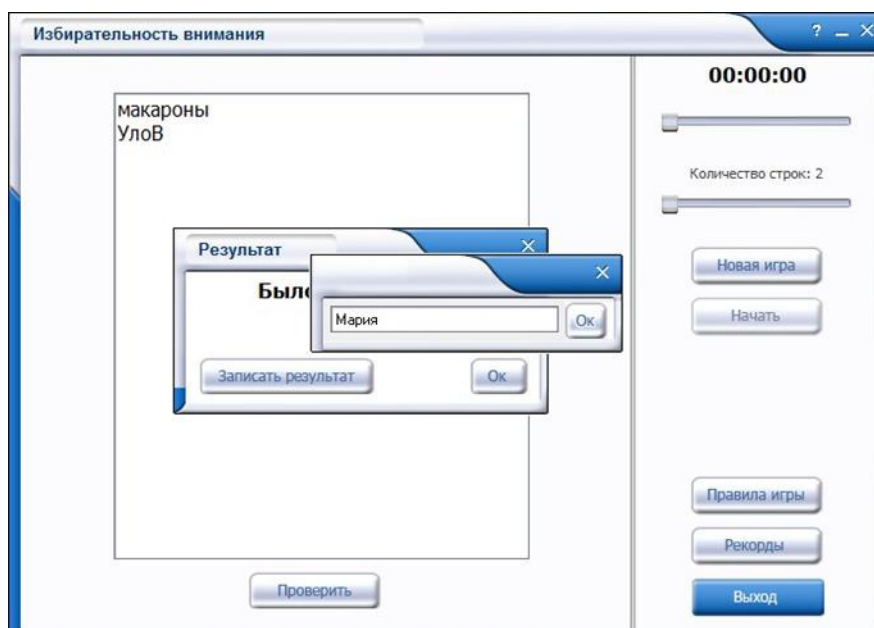 Избирательность внимания
? _ X
00:00:00
макароны
УлоВ
Количество строк: 2
Результат
Мария
Ок
Записать результат
Ок
Новая игра
Начать
Правила игры
Рекорды
Выход
Проверить